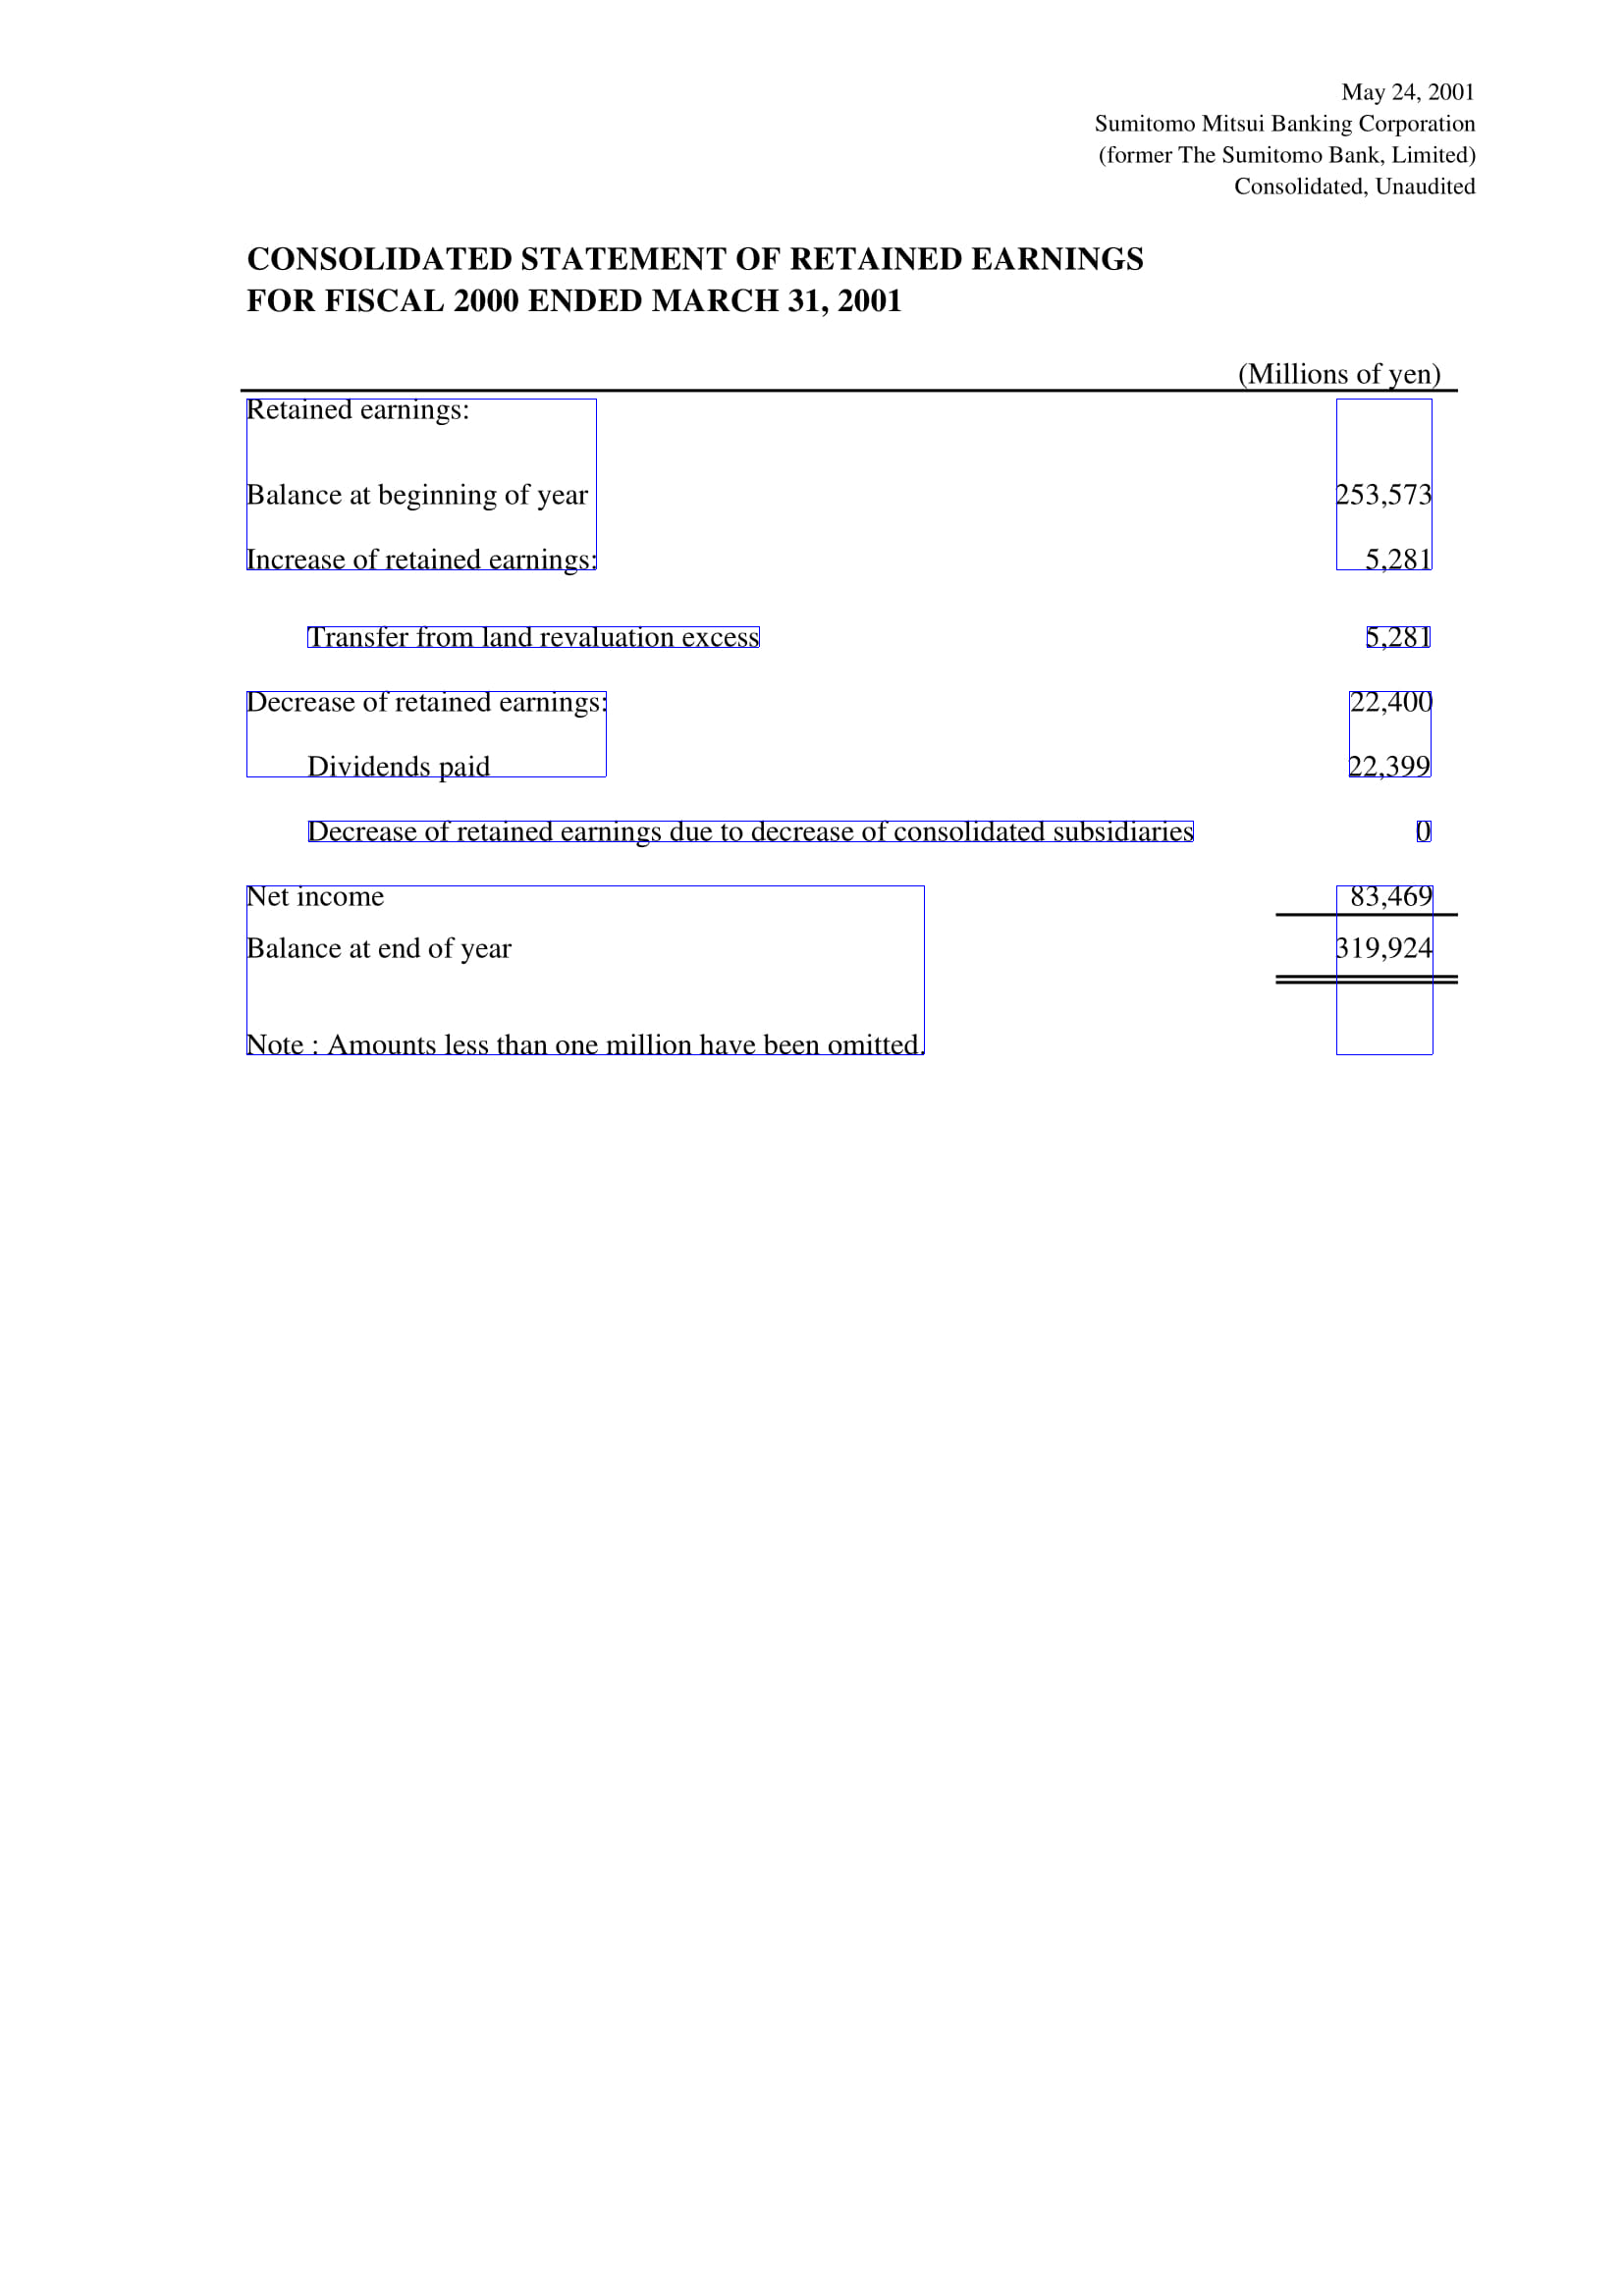 May 24, 2001
Sumitomo Mitsui Banking Corporation
(former The Sumitomo Bank, Limited)
Consolidated, Unaudited
CONSOLIDATED STATEMENT OF RETAINED EARNINGS
FOR FISCAL 2000 ENDED MARCH 31, 2001
(Millions of yen)
Retained earnings:
Balance at beginning of year 253,573
Increase of retained earnings: 5,281
Transfer from land revaluation excess 5,281
Decrease of retained earnings: 22,400
Dividends paid 22,399
Decrease of retained earnings due to decrease of consolidated subsidiaries 0
Net income 83,469
Balance at end of year 319,924
Note : Amounts less than one million have been omitted.